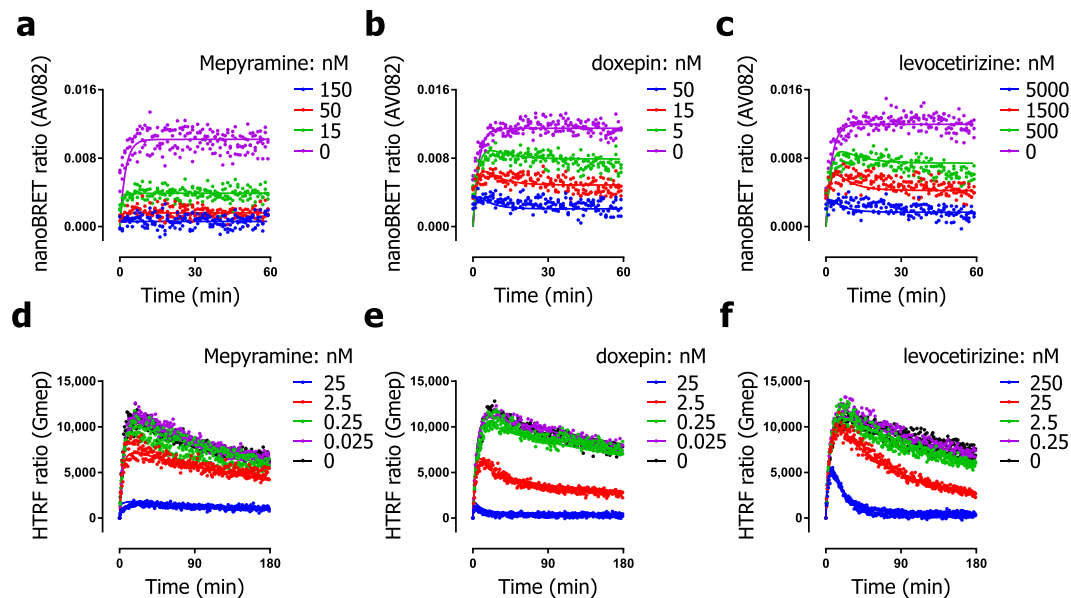 a
Mepyramine: nM
150
50
15
0
nanoBRET ratio (AV082)
0.016
0.008
0.000
0 30 60
Time (min)
b
doxepin: nM
50
15
5
0
nanoBRET ratio (AV082)
0.016
0.008
0.000
0 30 60
Time (min)
c
levocetirizine: nM
5000
1500
500
0
nanoBRET ratio (AV082)
0.016
0.008
0.000
0 30 60
Time (min)
d
Mepyramine: nM
25
2.5
0.25
0.025
0
HTRF ratio (Gmep)
15,000
10,000
5,000
0
0 90 180
Time (min)
e
doxepin: nM
25
2.5
0.25
0.025
0
HTRF ratio (Gmep)
15,000
10,000
5,000
0
0 90 180
Time (min)
f
levocetirizine: nM
250
25
2.5
0.25
0
HTRF ratio (Gmep)
15,000
10,000
5,000
0
0 90 180
Time (min)